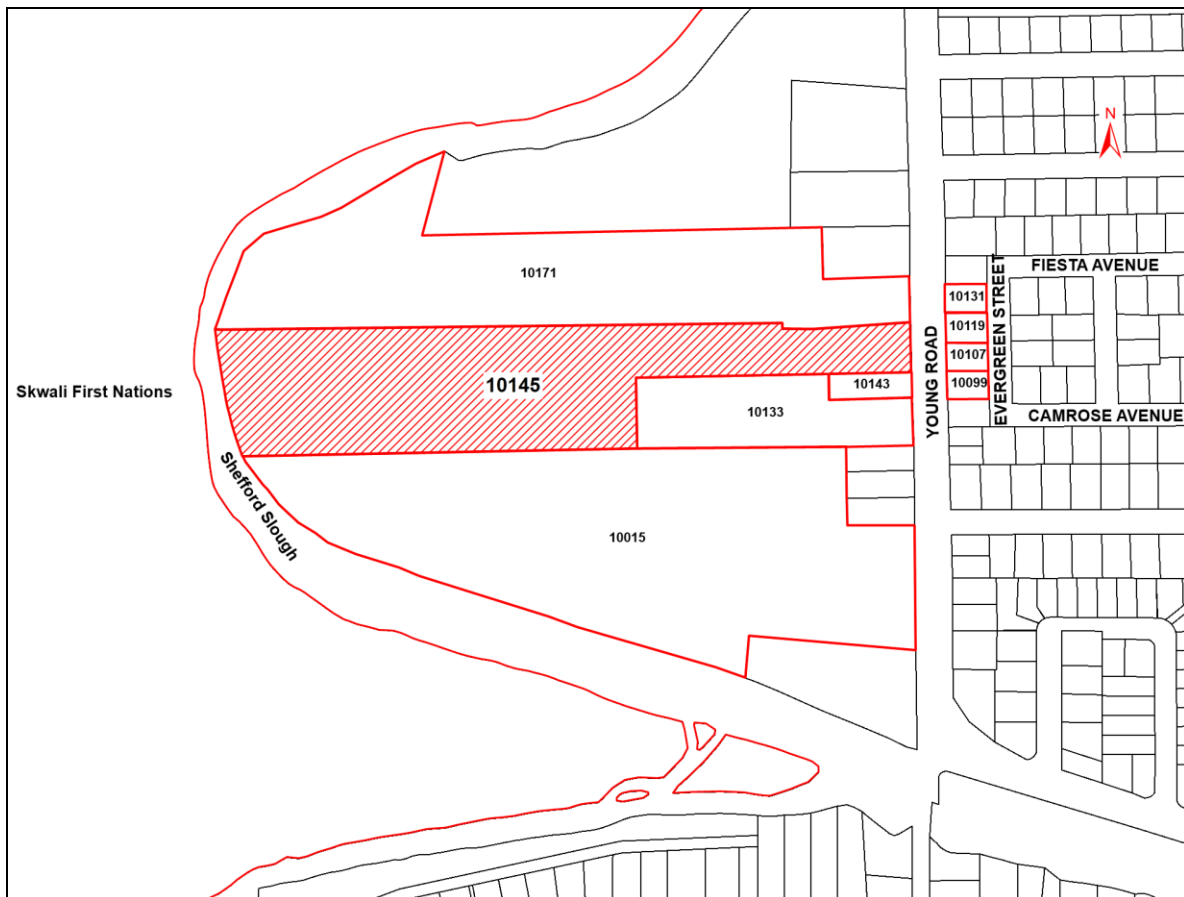 N
FIESTA AVENUE
EVERGREEN STREET
10171
10131
10119
10107
10099
YOUNG ROAD
10145
10143
10133
Skwali First Nations
CAMROSE AVENUE
Shefford Slough
10015